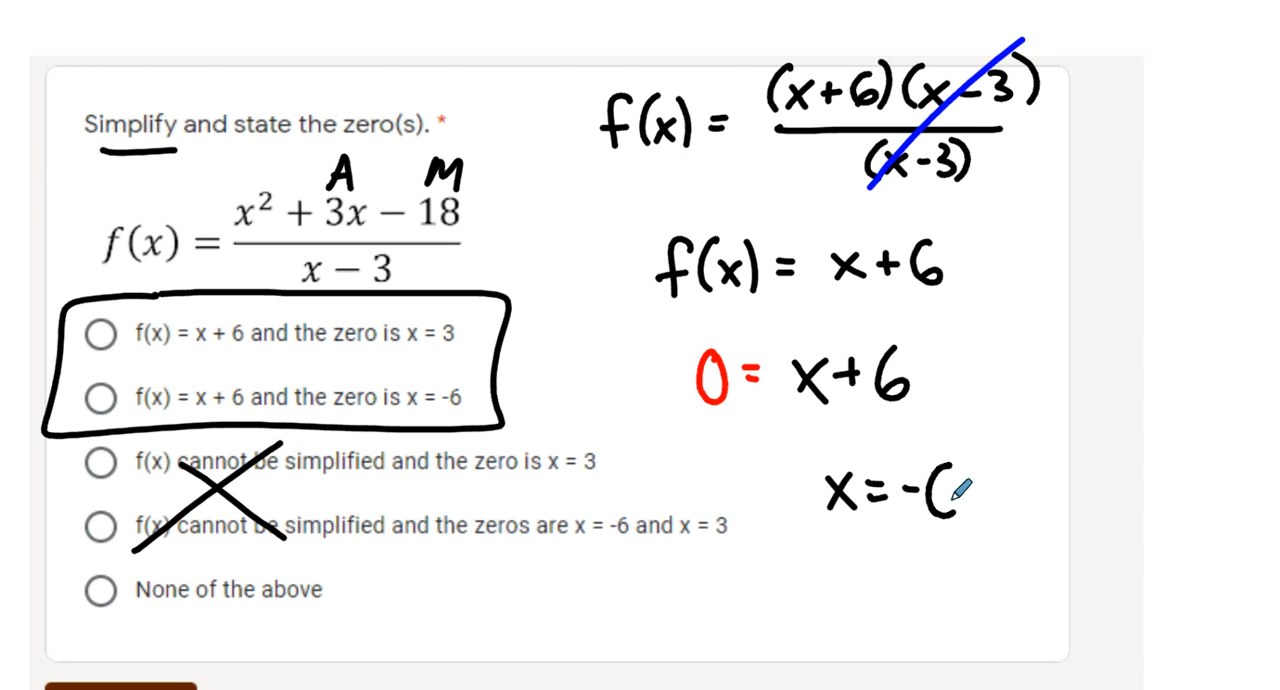 Simplify and state the zero(s). *
A M
f(x) = (x² + 3x − 18)/(x − 3)
f(x) = x + 6 and the zero is x = 3
f(x) = x + 6 and the zero is x = -6
f(x) cannot be simplified and the zero is x = 3
f(x) cannot be simplified and the zeros are x = -6 and x = 3
None of the above
f(x) = (x+6)(x-3)/(x-3)
f(x) = x+6
0 = x+6
x = -